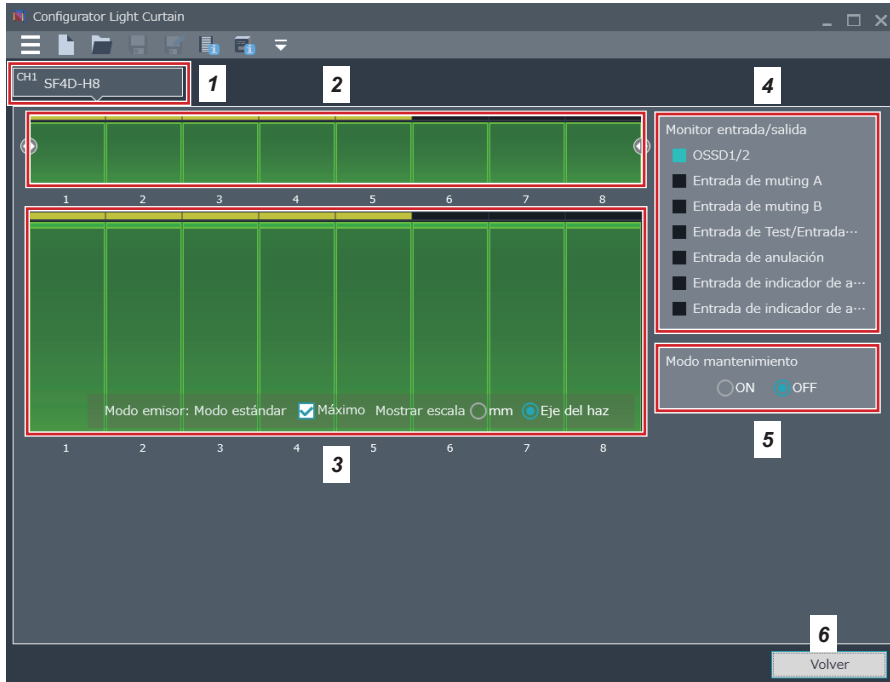 Configurator Light Curtain
CH1 SF4D-H8
1
2
4
Monitor entrada/salida
OSSD1/2
Entrada de muting A
Entrada de muting B
Entrada de Test/Entrada···
Entrada de anulación
Entrada de indicador de a···
Entrada de indicador de a···
1 2 3 4 5 6 7 8
Modo mantenimiento
ON OFF
5
Modo emisor: Modo estándar Máximo Mostrar escala mm Eje del haz
1 2 3 4 5 6 7 8
3
6
Volver